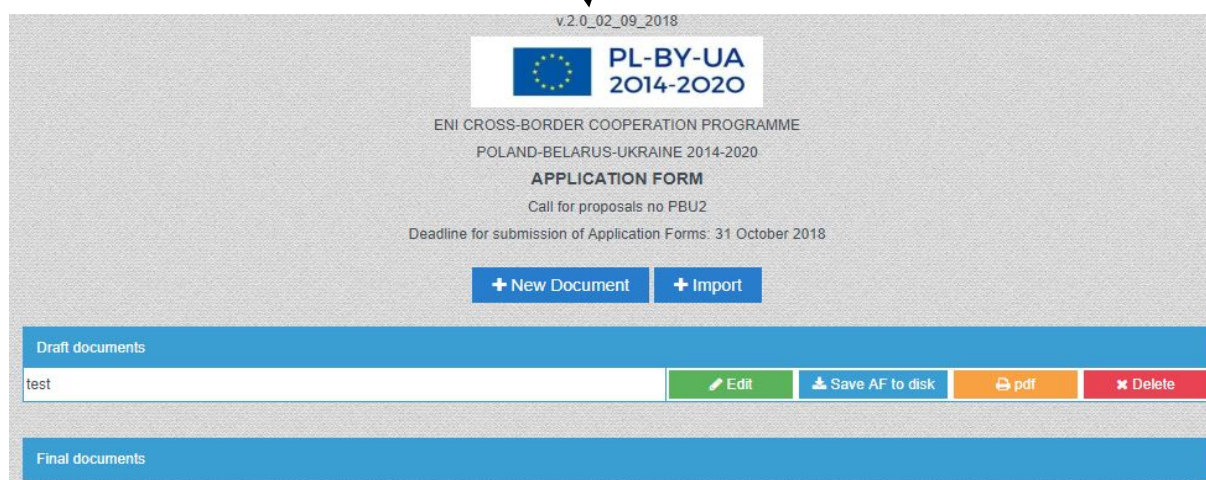 v.2.0_02_09_2018
PL-BY-UA
2014-2020
ENI CROSS-BORDER COOPERATION PROGRAMME
POLAND-BELARUS-UKRAINE 2014-2020
APPLICATION FORM
Call for proposals no PBU2
Deadline for submission of Application Forms: 31 October 2018
New Document Import
Draft documents
test Edit Save AF to disk pdf Delete
Final documents